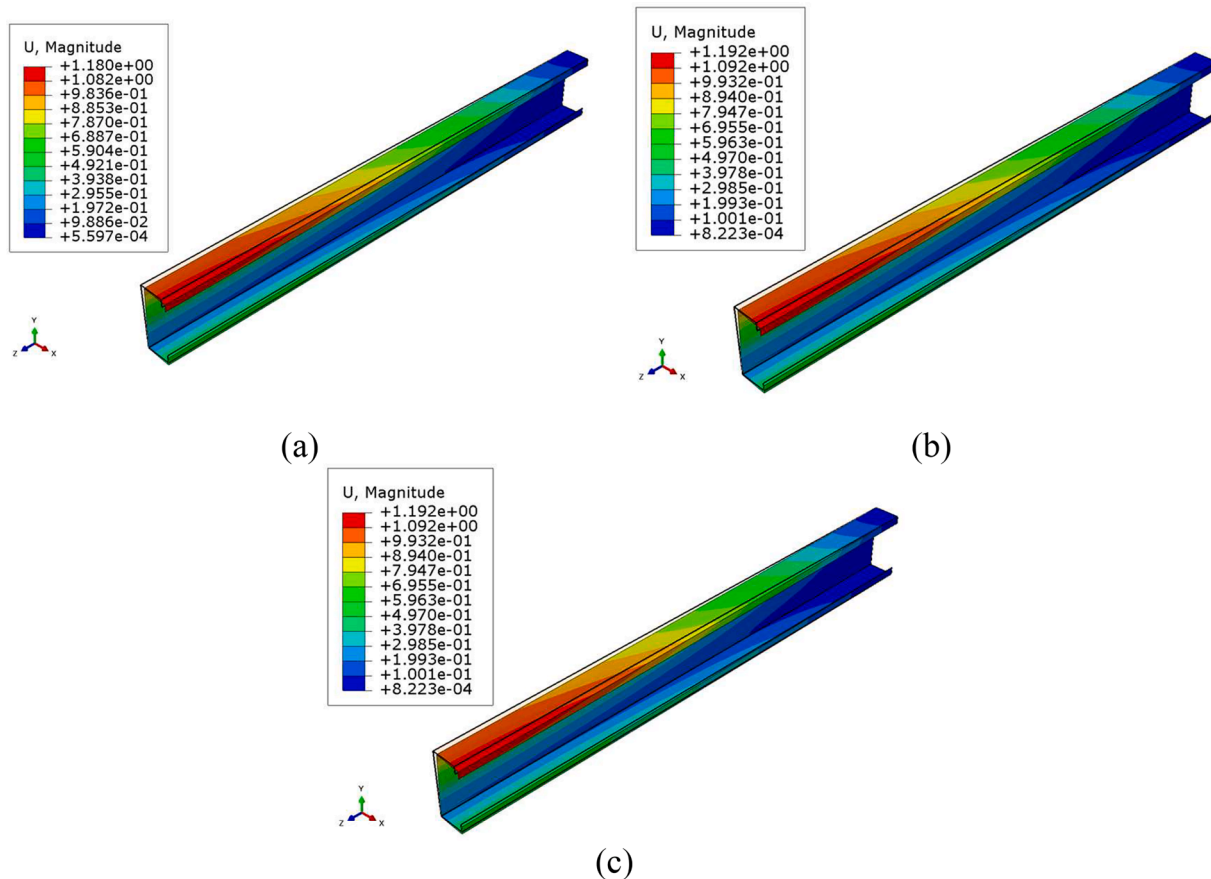 U, Magnitude
+1.180e+00
+1.082e+00
+9.836e-01
+8.853e-01
+7.870e-01
+6.887e-01
+5.904e-01
+4.921e-01
+3.938e-01
+2.955e-01
+1.972e-01
+9.886e-02
+5.597e-04
Y
Z
X
(a)
U, Magnitude
+1.192e+00
+1.092e+00
+9.932e-01
+8.940e-01
+7.947e-01
+6.955e-01
+5.963e-01
+4.970e-01
+3.978e-01
+2.985e-01
+1.993e-01
+1.001e-01
+8.223e-04
Y
Z
X
(b)
U, Magnitude
+1.192e+00
+1.092e+00
+9.932e-01
+8.940e-01
+7.947e-01
+6.955e-01
+5.963e-01
+4.970e-01
+3.978e-01
+2.985e-01
+1.993e-01
+1.001e-01
+8.223e-04
Y
Z
X
(c)